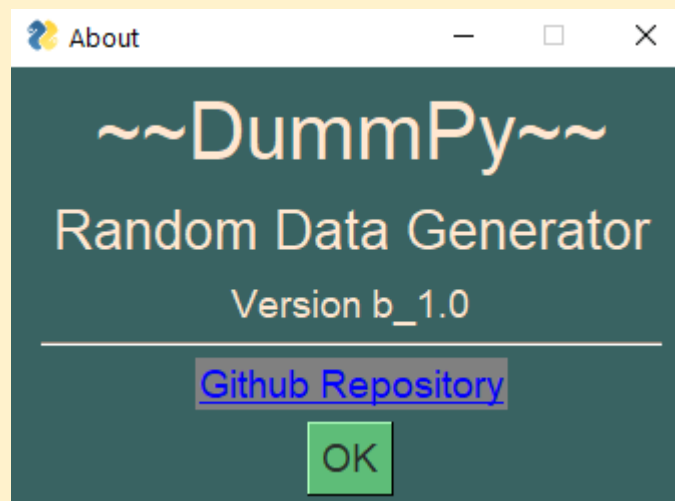 About
~~DummPy~~
Random Data Generator
Version b_1.0
Github Repository
OK